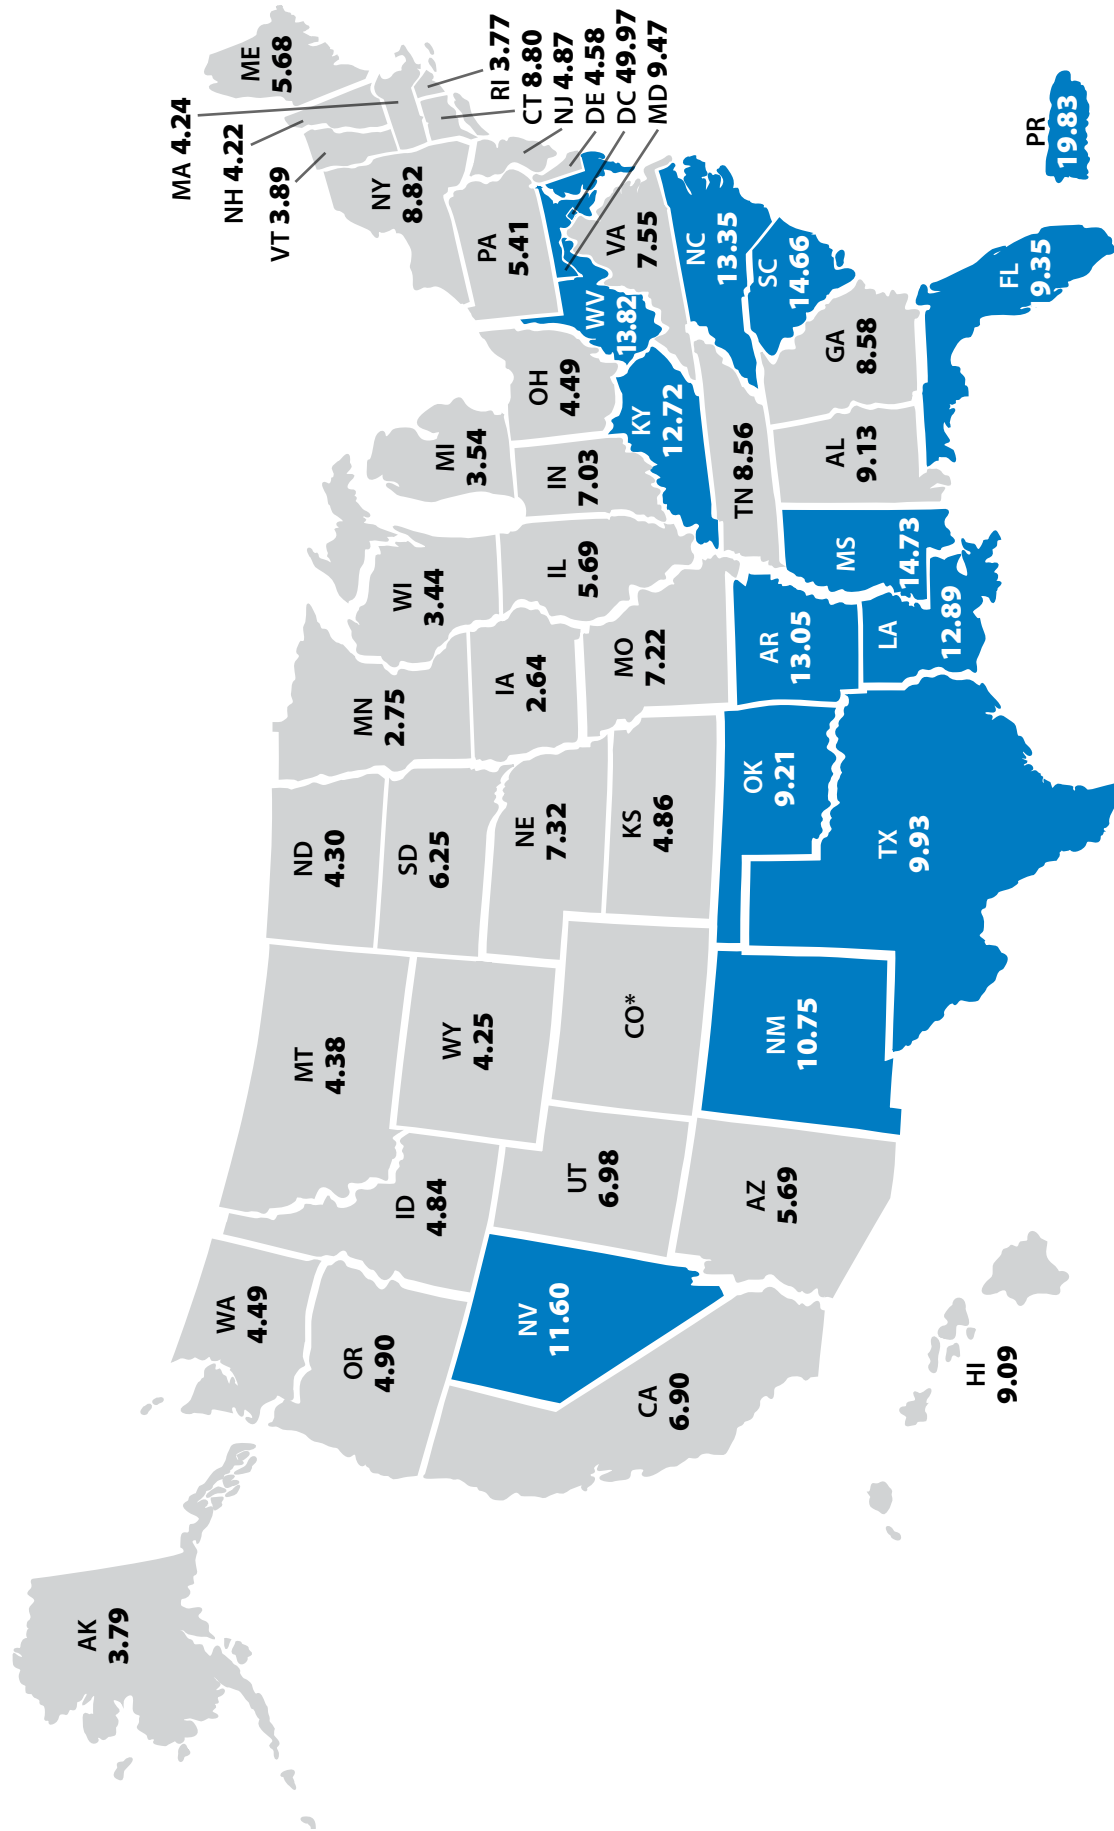 AK
3.79
WA
4.49
OR
4.90
CA
6.90
NV
11.60
ID
4.84
MT
4.38
WY
4.25
UT
6.98
AZ
5.69
CO*
NM
10.75
ND
4.30
SD
6.25
NE
7.32
KS
4.86
OK
9.21
TX
9.93
MN
2.75
IA
2.64
MO
7.22
AR
13.05
LA
12.89
WI
3.44
IL
5.69
MI
3.54
IN
7.03
OH
4.49
KY
12.72
TN 8.56
MS
14.73
AL
9.13
GA
8.58
FL
9.35
SC
14.66
NC
13.35
VA
7.55
WV
13.82
PA
5.41
NY
8.82
ME
5.68
MA 4.24
NH 4.22
VT 3.89
RI 3.77
CT 8.80
NJ 4.87
DE 4.58
DC 49.97
MD 9.47
HI
9.09
PR
19.83